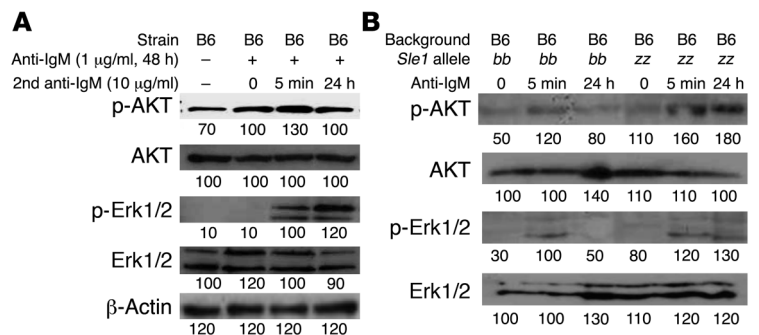 A
Strain B6 B6 B6 B6
Anti-IgM (1 μg/ml, 48 h) – + + +
2nd anti-IgM (10 μg/ml) – 0 5 min 24 h
p-AKT
70 100 130 100
AKT
100 100 100 100
p-Erk1/2
10 10 100 120
Erk1/2
100 120 100 90
β-Actin
120 120 120 120
B
Background B6 B6 B6 B6 B6 B6
Sle1 allele bb bb bb zz zz zz
Anti-IgM 0 5 min 24 h 0 5 min 24 h
p-AKT
50 120 80 110 160 180
AKT
100 100 140 110 110 100
p-Erk1/2
30 100 50 80 120 130
Erk1/2
100 100 130 110 120 120